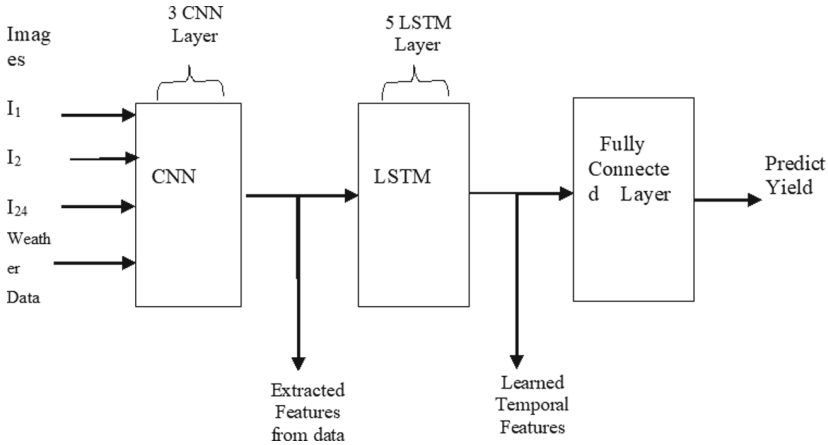 Imag
es
I1
I2
I24
Weath
er
Data
3 CNN
Layer
CNN
Extracted
Features
from data
5 LSTM
Layer
LSTM
Learned
Temporal
Features
Fully
Connecte
d Layer
Predict
Yield